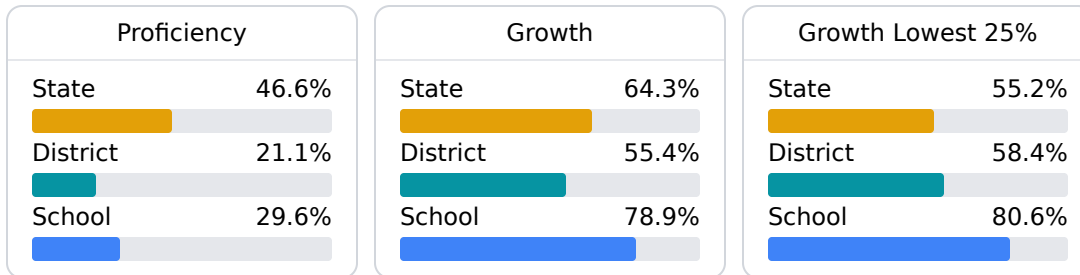 Proficiency
State 46.6%
District 21.1%
School 29.6%
Growth
State 64.3%
District 55.4%
School 78.9%
Growth Lowest 25%
State 55.2%
District 58.4%
School 80.6%